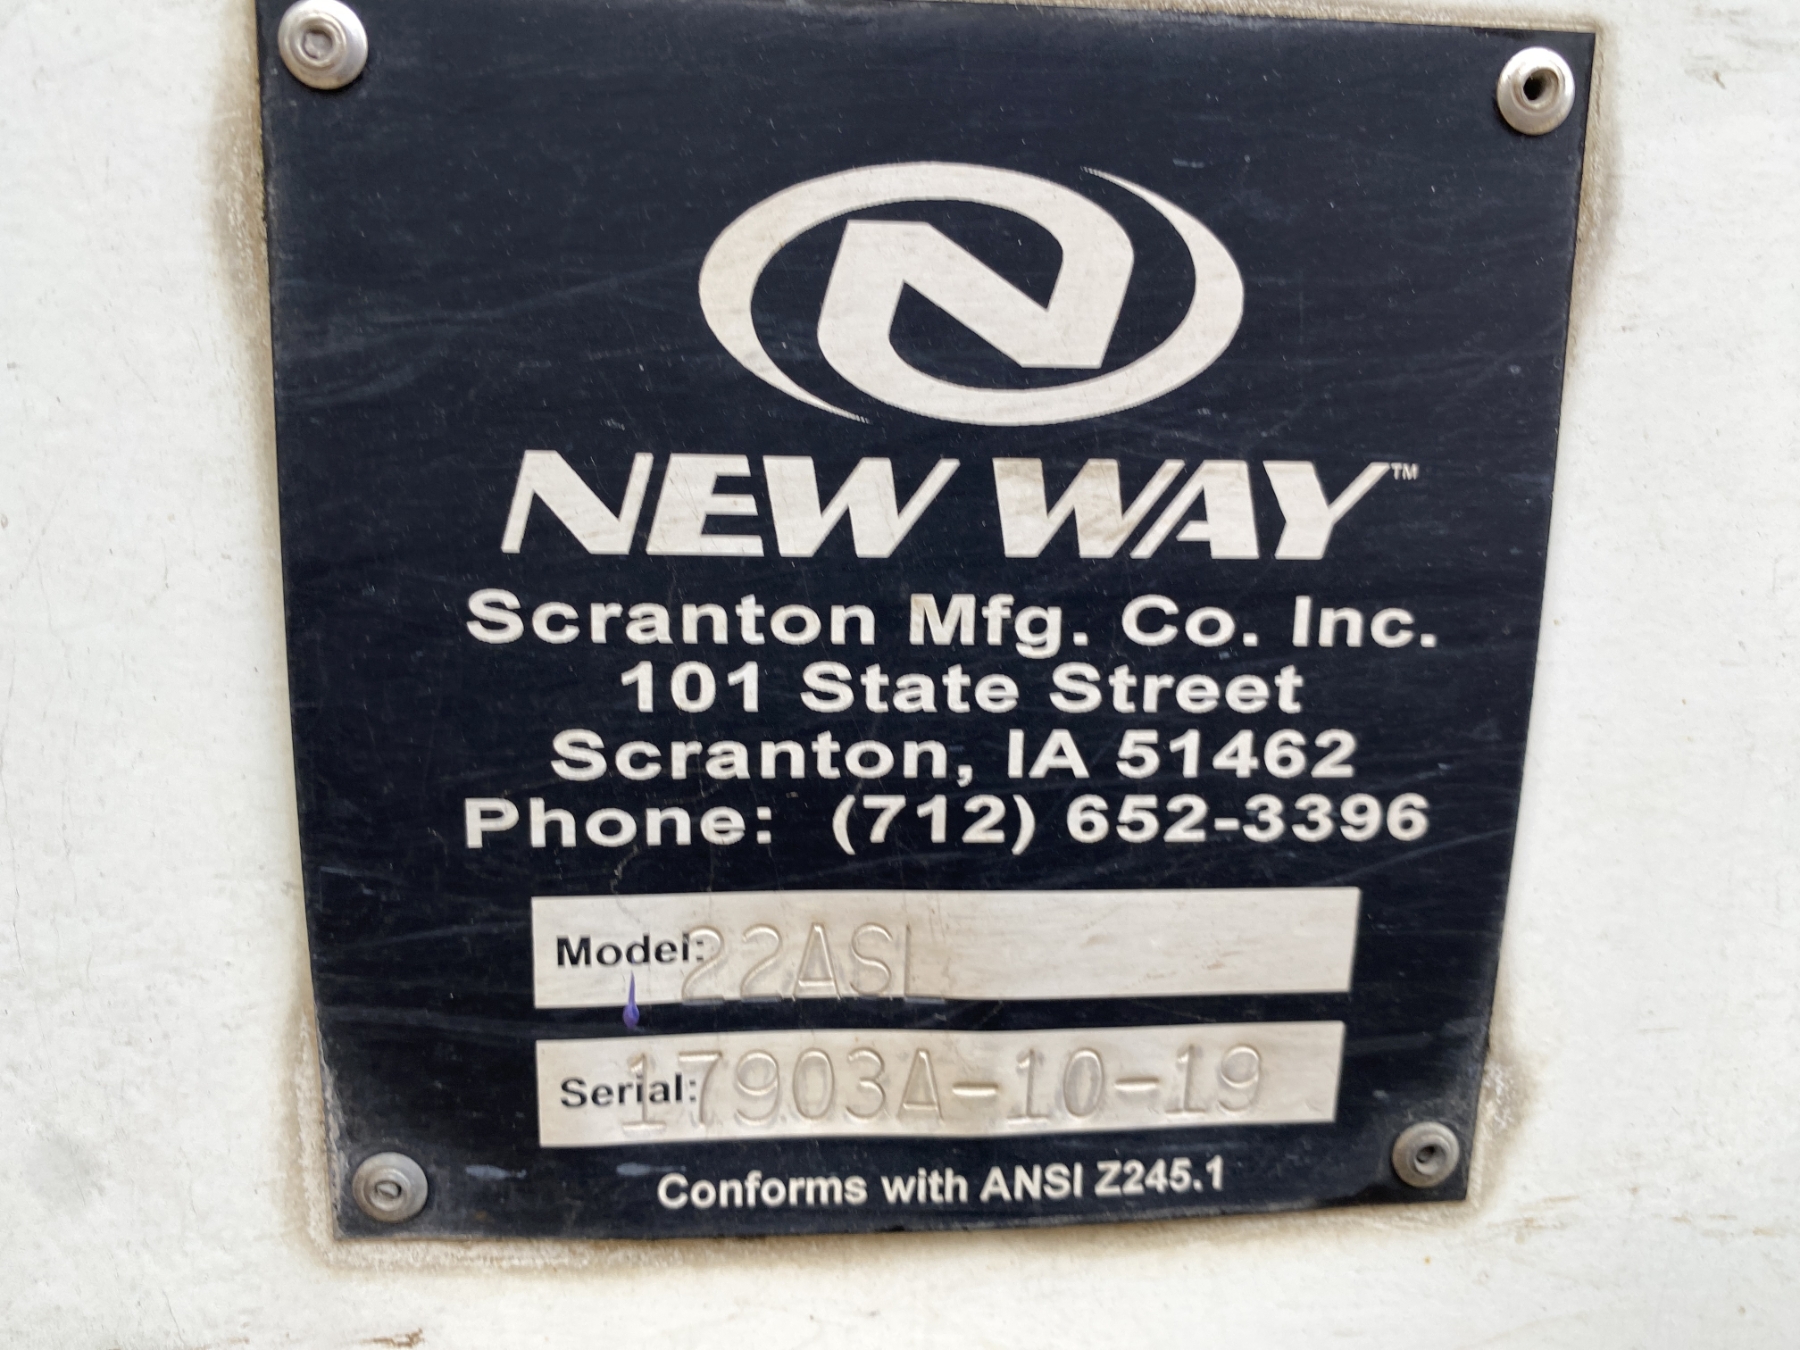 NEW WAY™
Scranton Mfg. Co. Inc.
101 State Street
Scranton, IA 51462
Phone: (712) 652-3396
Model: 22ASL
Serial: 17903A-10-19
Conforms with ANSI Z245.1